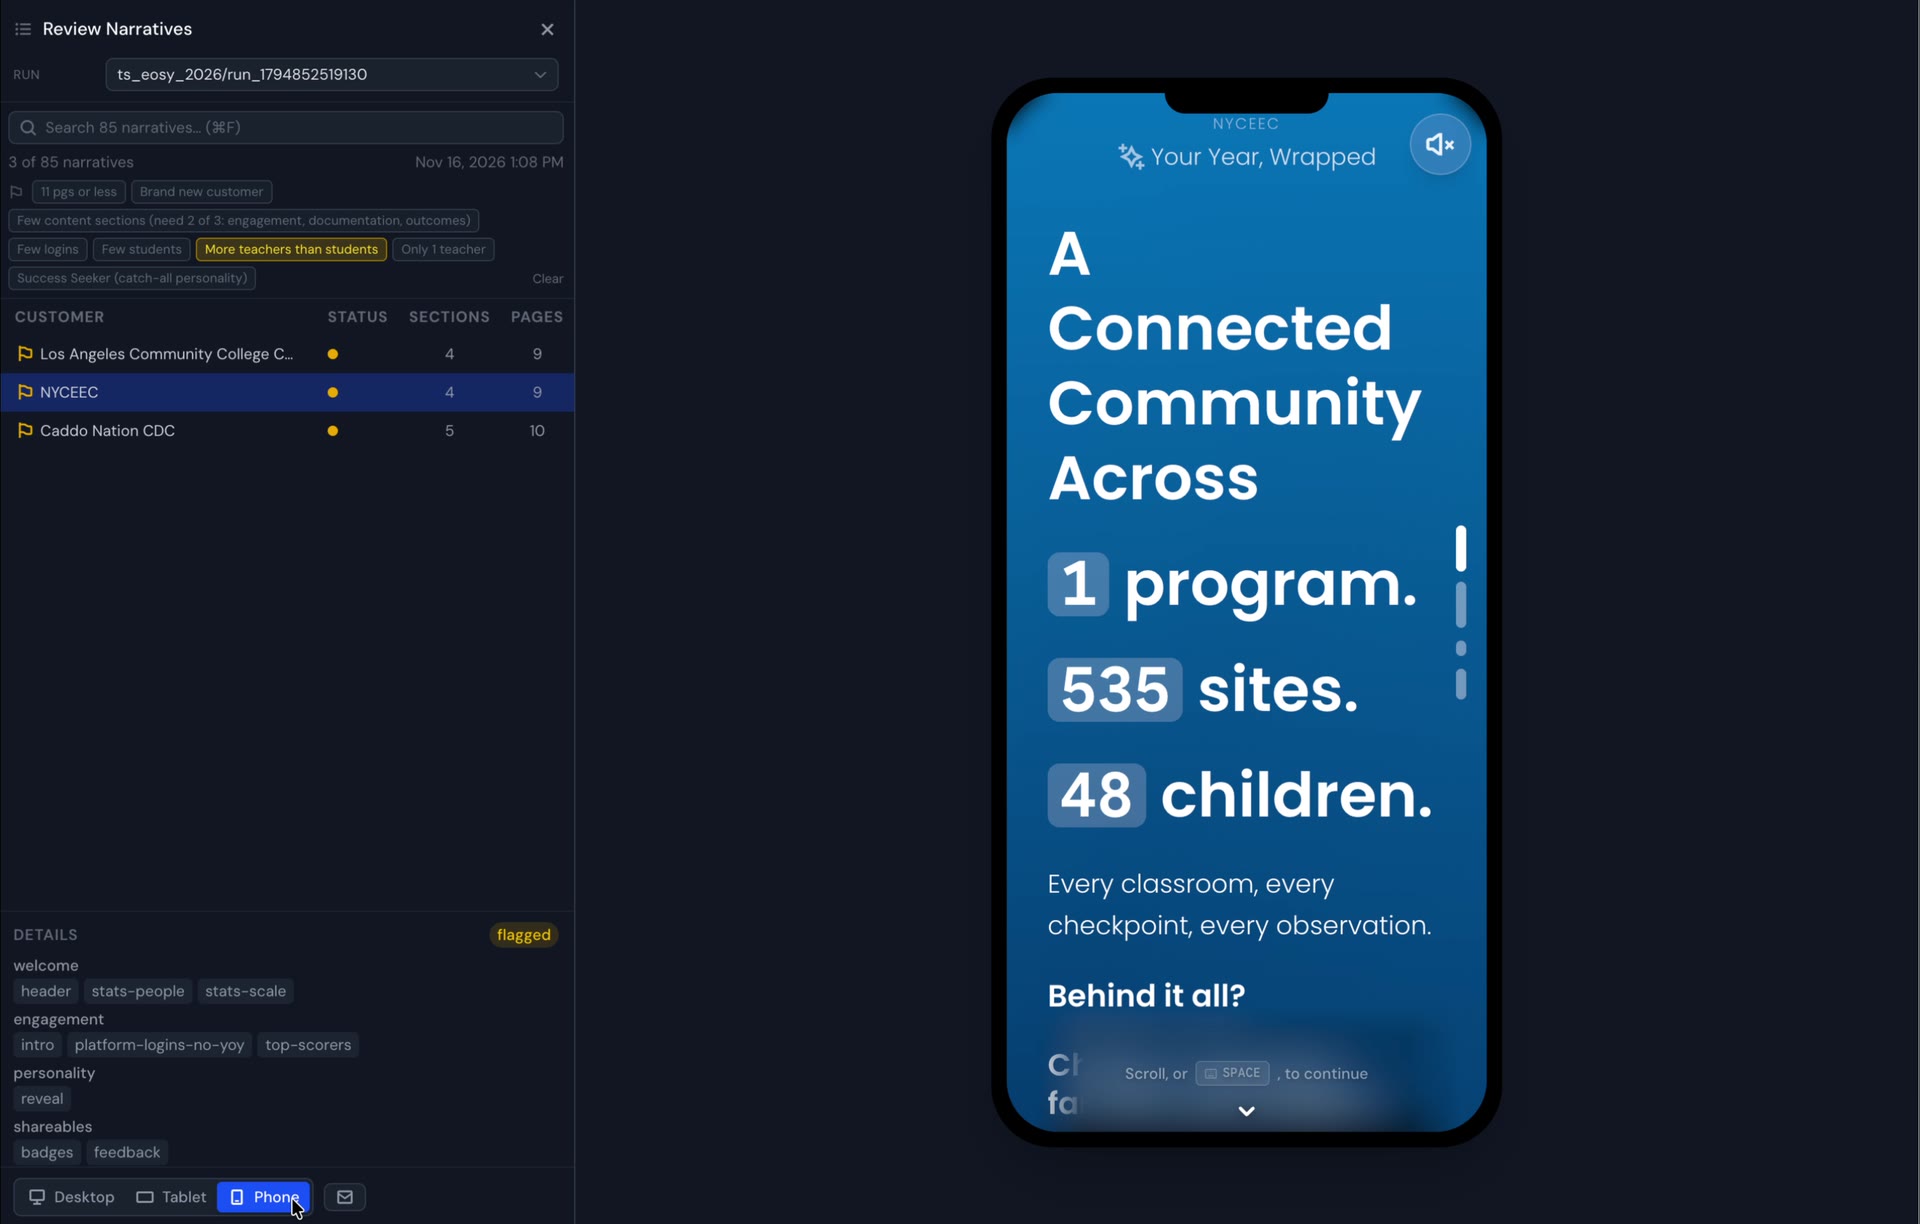 Review Narratives
RUN
ts_eosy_2026/run_1794852519130
Search 85 narratives... (⌘F)
3 of 85 narratives
Nov 16, 2026 1:08 PM
11 pgs or less
Brand new customer
Few content sections (need 2 of 3: engagement, documentation, outcomes)
Few logins
Few students
More teachers than students
Only 1 teacher
Success Seeker (catch-all personality)
Clear
CUSTOMER STATUS SECTIONS PAGES
Los Angeles Community College C... 4 9
NYCEEC 4 9
Caddo Nation CDC 5 10
DETAILS
flagged
welcome
header stats-people stats-scale
engagement
intro platform-logins-no-yoy top-scorers
personality
reveal
shareables
badges feedback
Desktop Tablet Phone
NYCEEC
Your Year, Wrapped
A
Connected
Community
Across
1 program.
535 sites.
48 children.
Every classroom, every
checkpoint, every observation.
Behind it all?
Scroll, or SPACE , to continue